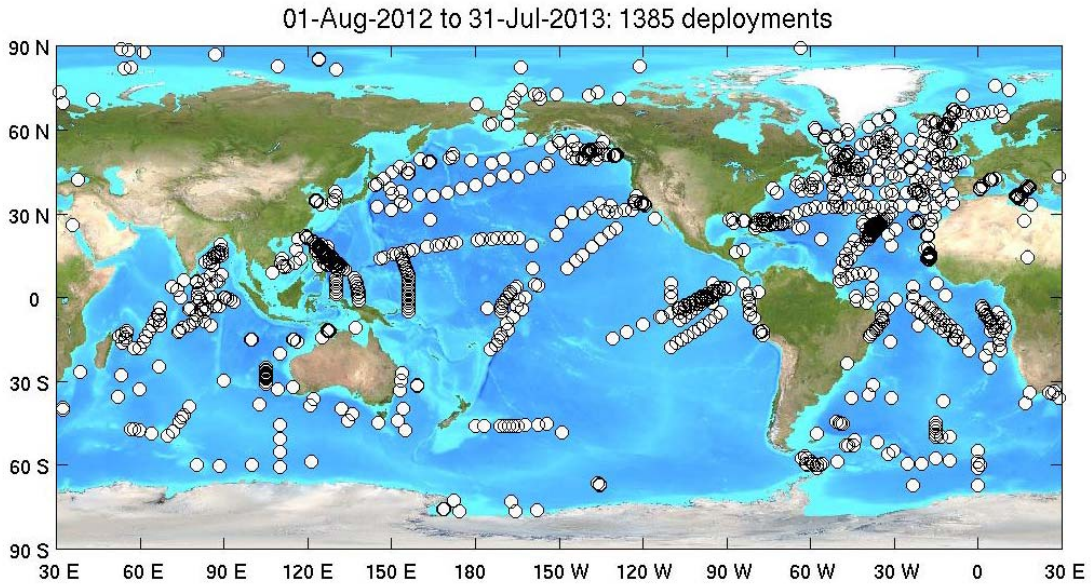 01-Aug-2012 to 31-Jul-2013: 1385 deployments
90 N
60 N
30 N
0
30 S
60 S
90 S
30 E 60 E 90 E 120 E 150 E 180 150 W 120 W 90 W 60 W 30 W 0 30 E